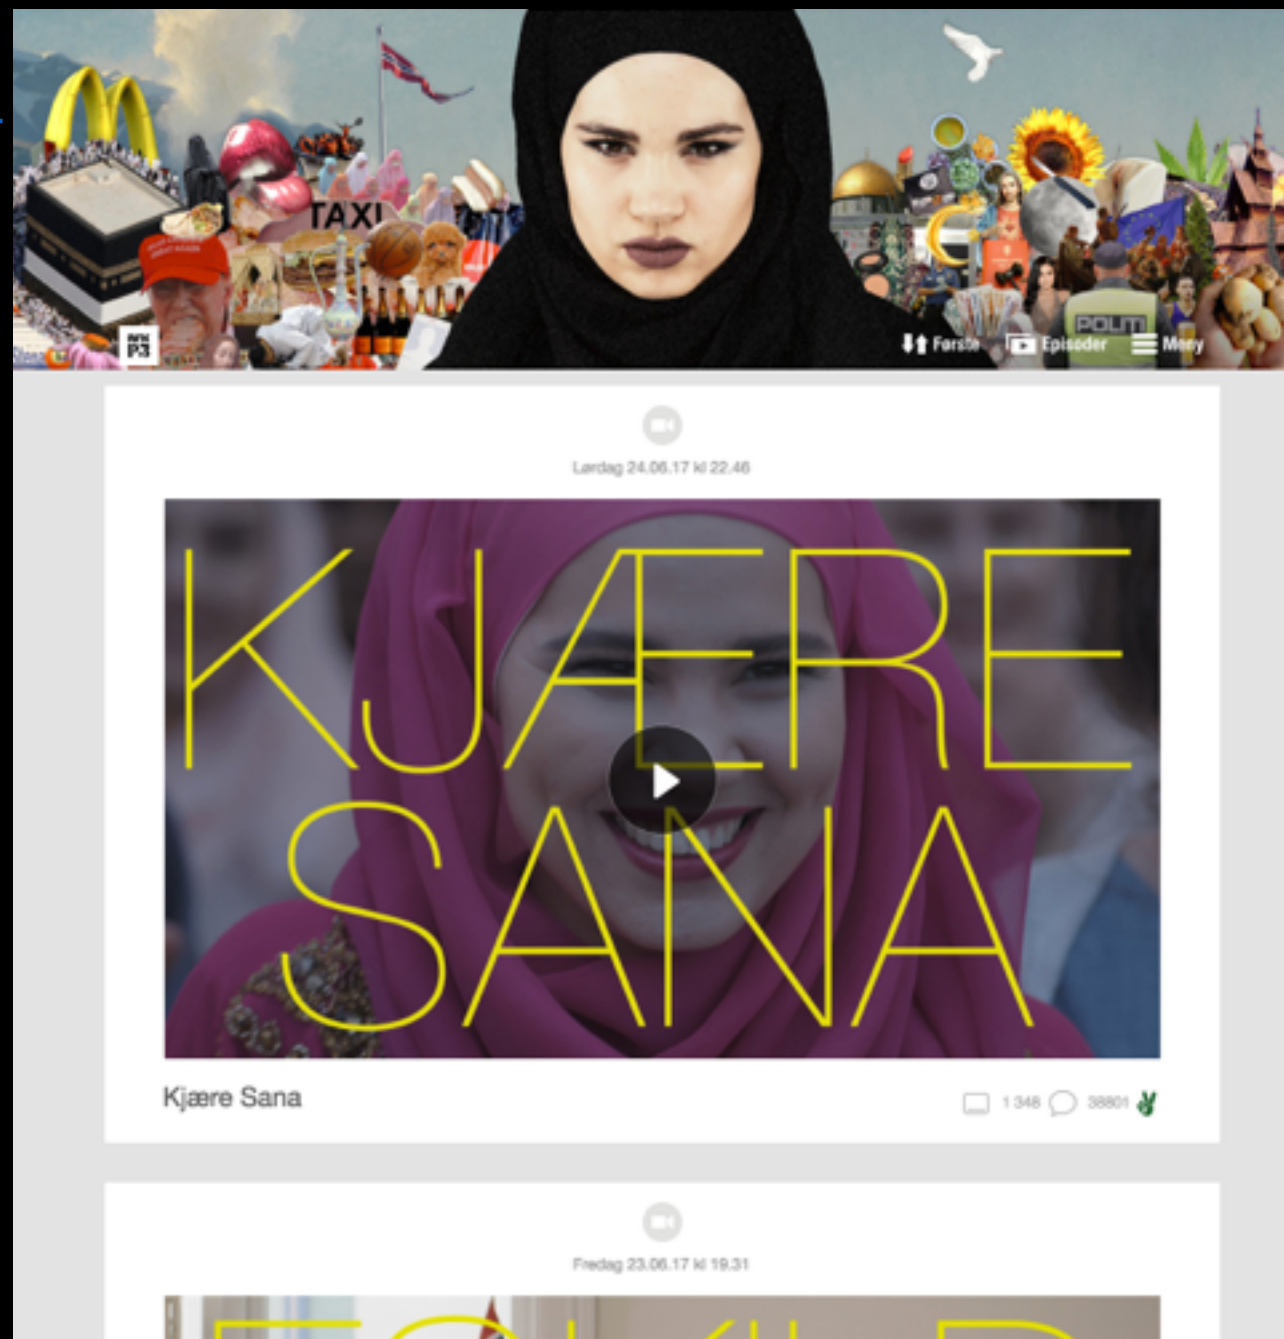 TAXI
NRK
P3
POLITI
Første
Episoder
Meny
Lørdag 24.06.17 kl 22.46
KJÆRE
SANA
Kjære Sana
1 348
38801
Fredag 23.06.17 kl 19.31